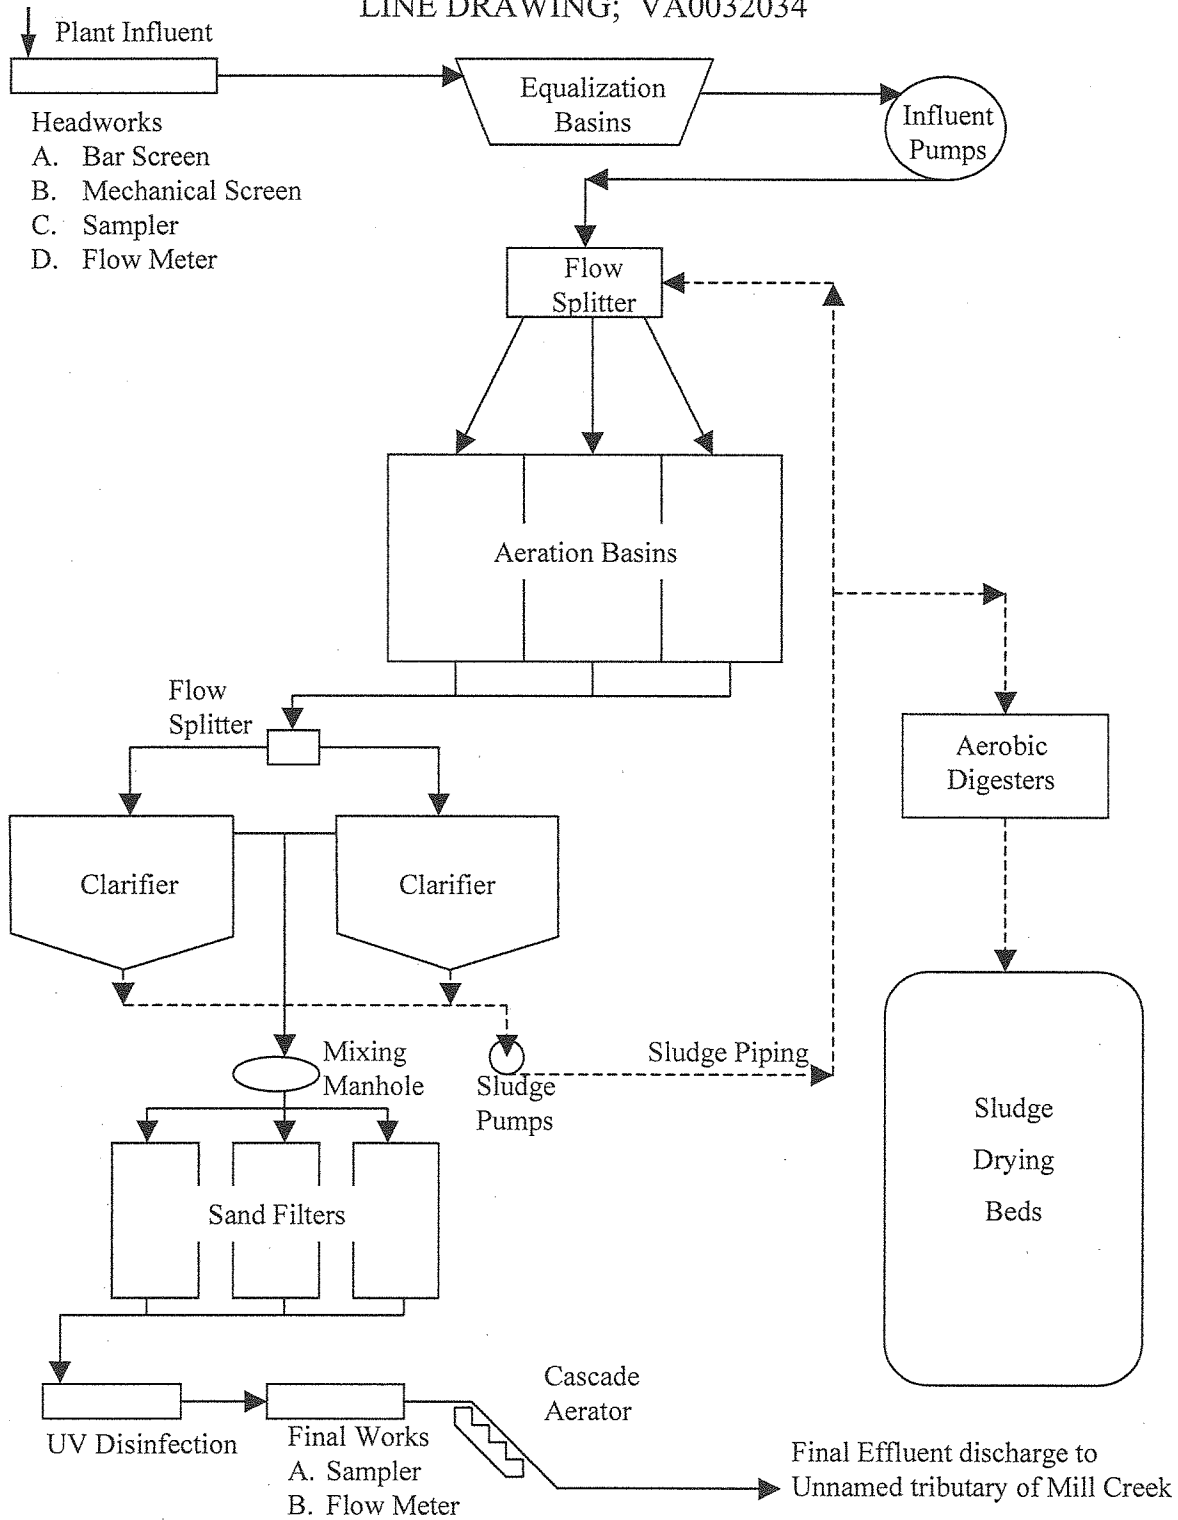 LINE DRAWING; VA0032034
Plant Influent
Headworks
A. Bar Screen
B. Mechanical Screen
C. Sampler
D. Flow Meter
Equalization
Basins
Influent
Pumps
Flow
Splitter
Aeration Basins
Flow
Splitter
Aerobic
Digesters
Clarifier
Clarifier
Mixing
Manhole
Sludge
Pumps
Sludge Piping
Sludge
Drying
Beds
Sand Filters
UV Disinfection
Final Works
A. Sampler
B. Flow Meter
Cascade
Aerator
Final Effluent discharge to
Unnamed tributary of Mill Creek